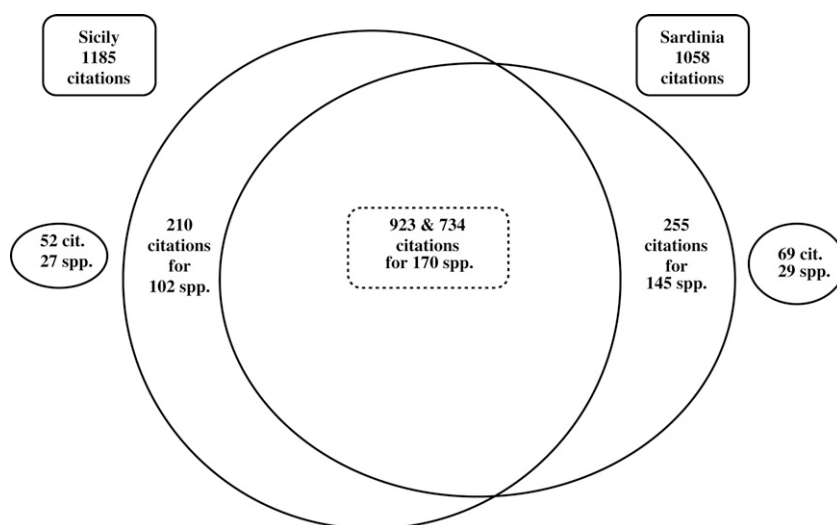 Sicily
1185
citations
Sardinia
1058
citations
52 cit.
27 spp.
210
citations
for
102 spp.
923 & 734
citations
for 170 spp.
255
citations
for
145 spp.
69 cit.
29 spp.